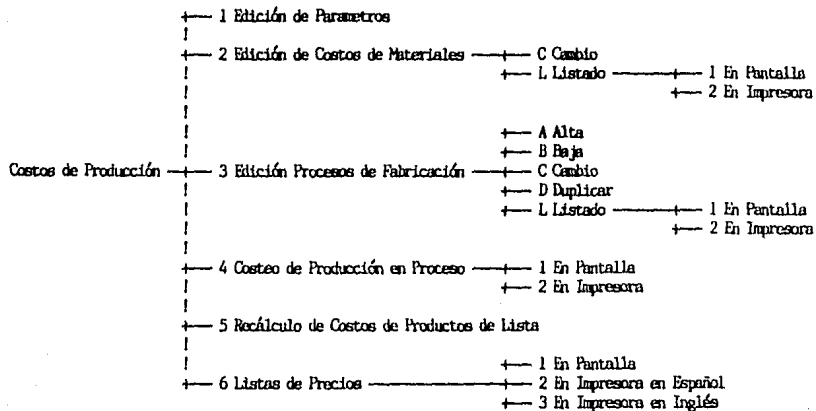 1 Edición de Parametros
2 Edición de Costos de Materiales
C Cambio
L Listado
1 En Pantalla
2 En Impresora
A Alta
B Baja
Costos de Producción
3 Edición Procesos de Fabricación
C Cambio
D Duplicar
L Listado
1 En Pantalla
2 En Impresora
4 Costeo de Producción en Proceso
1 En Pantalla
2 En Impresora
5 Recálculo de Costos de Productos de Lista
1 En Pantalla
6 Listas de Precios
2 En Impresora en Español
3 En Impresora en Inglés